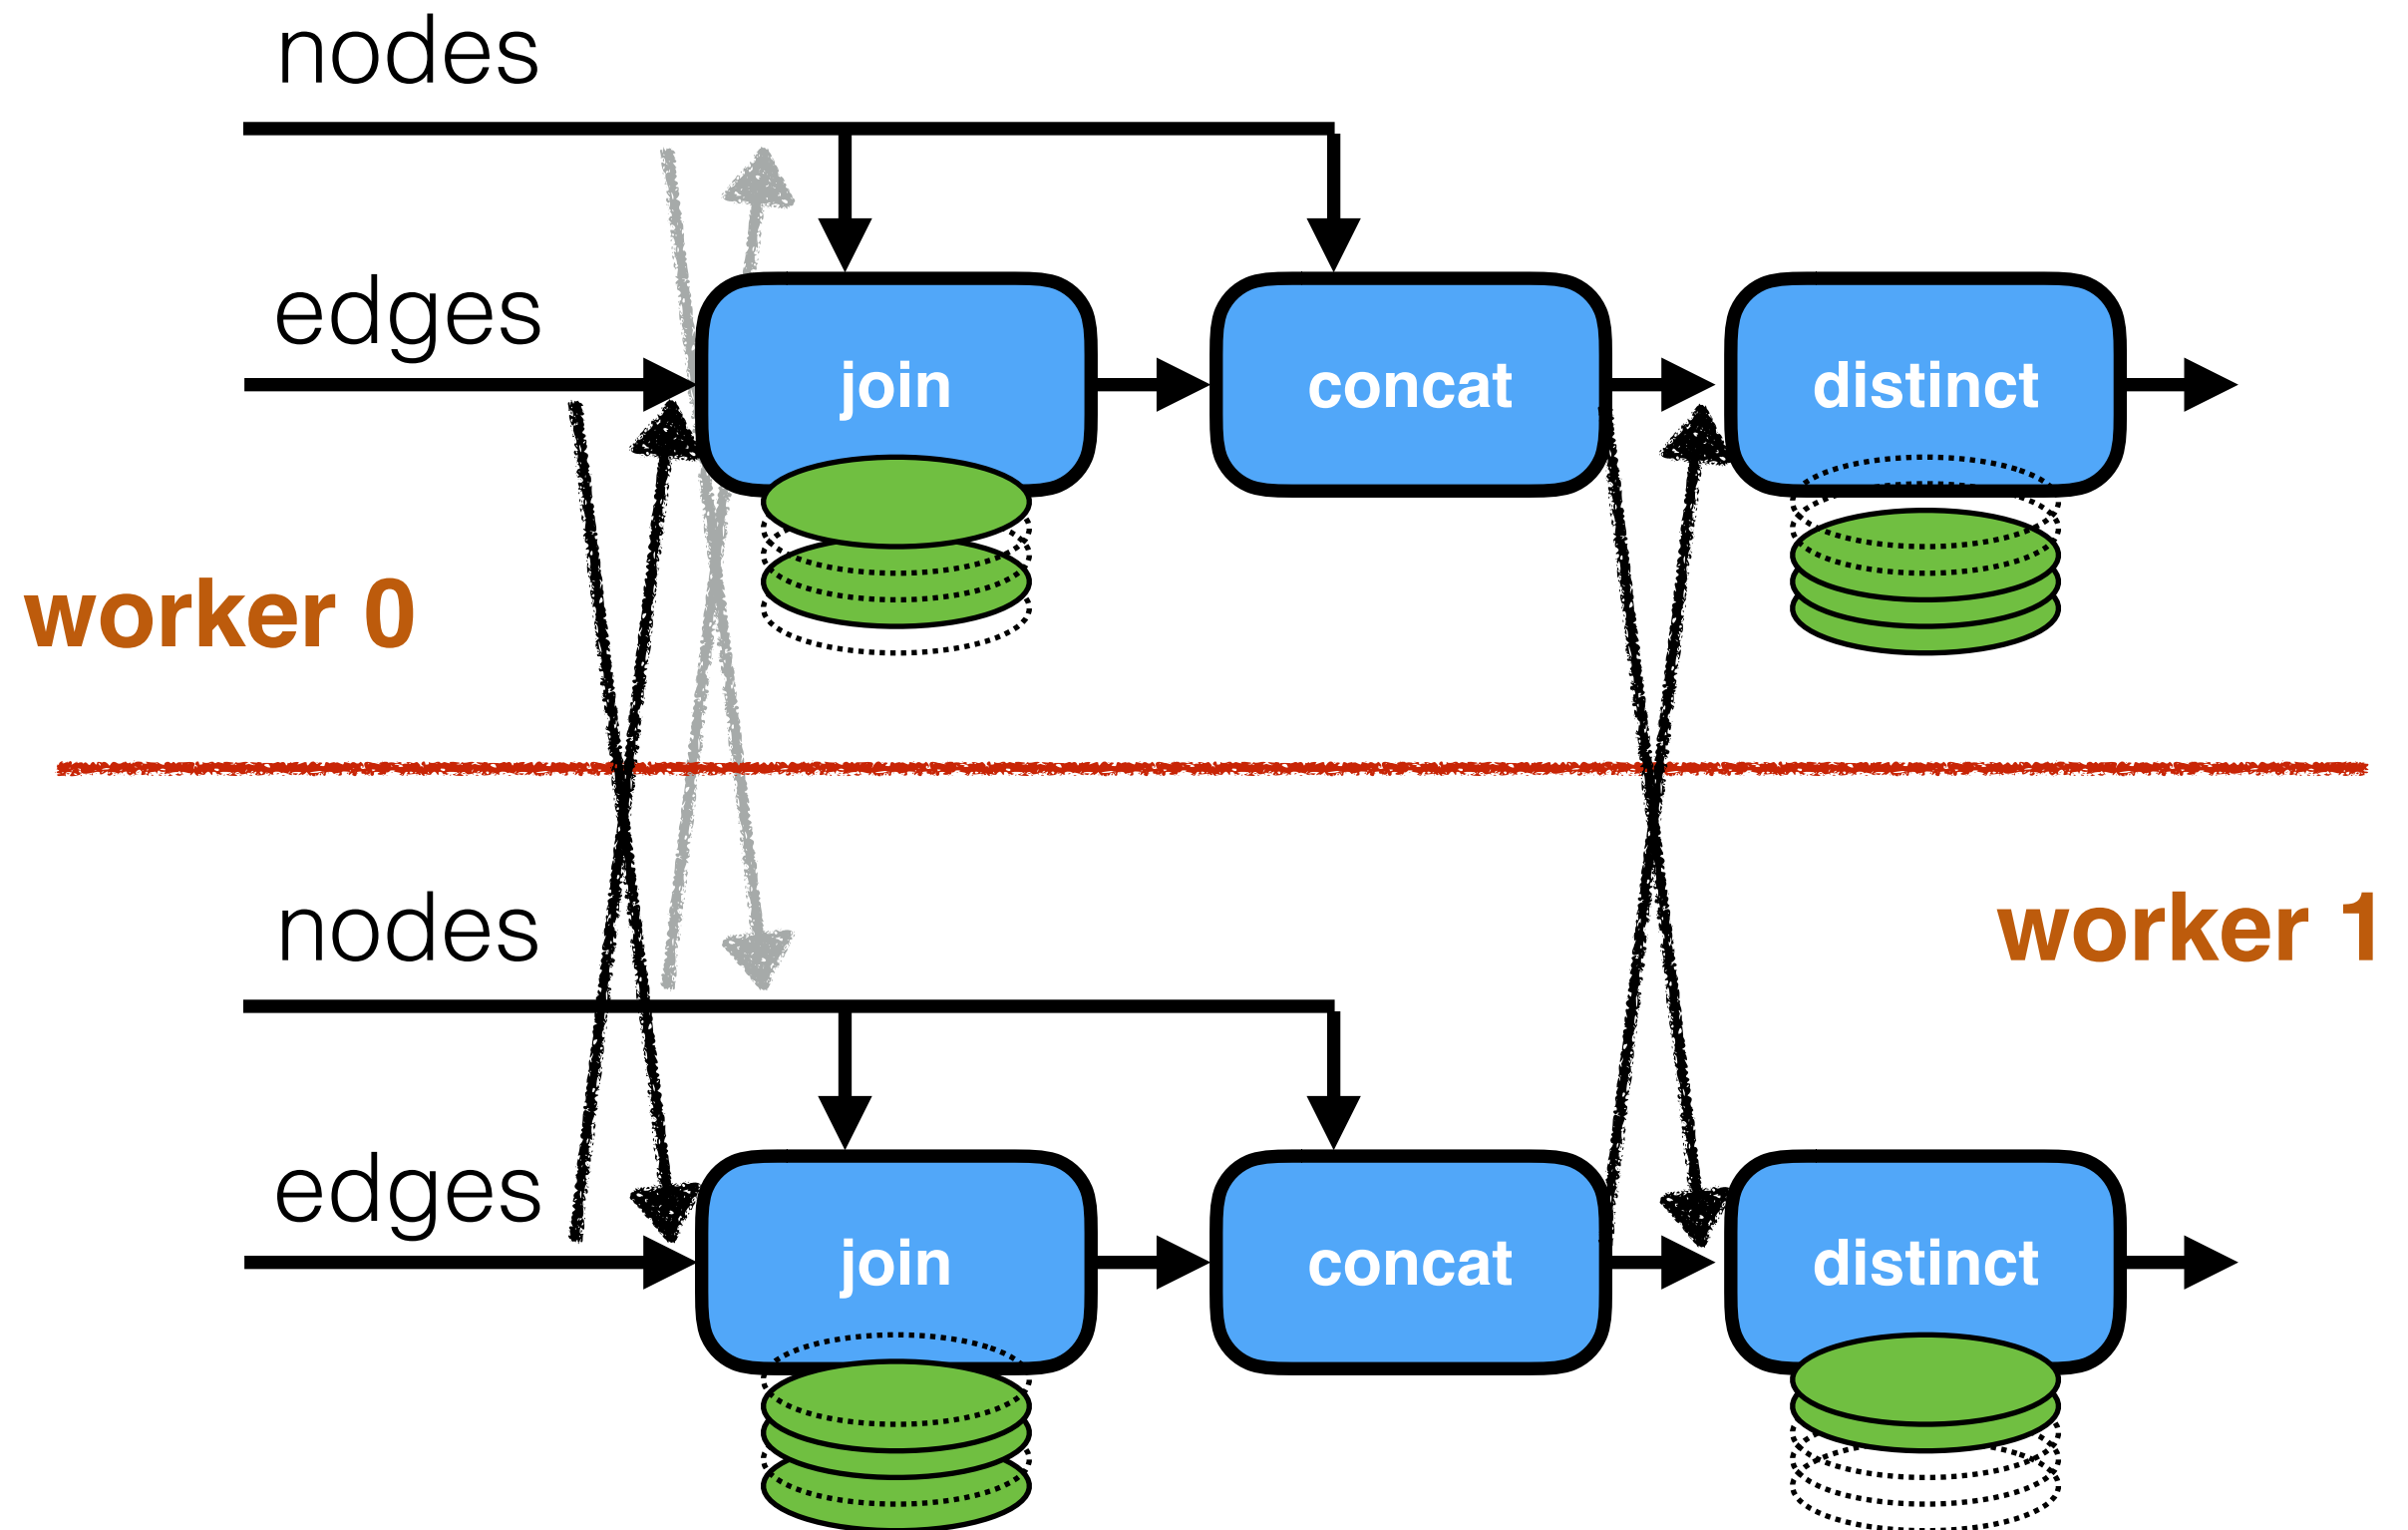 nodes
edges
join
concat
distinct
worker 0
nodes
worker 1
edges
join
concat
distinct